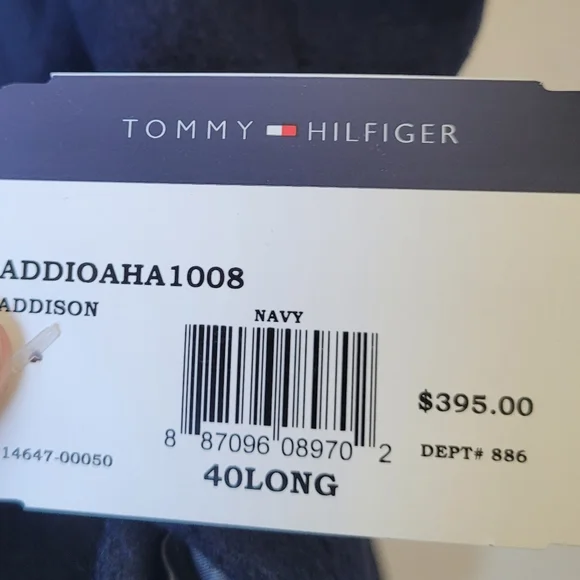 TOMMY HILFIGER
ADDIOAHA1008
ADDISON
NAVY
$395.00
8 87096 08970 2
DEPT# 886
14647-00050
40LONG